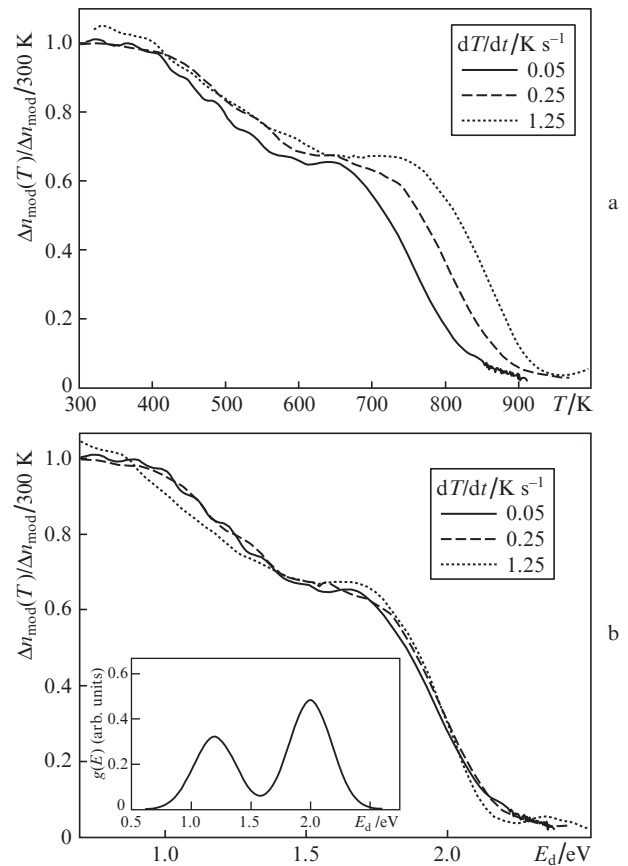 1.0
0.8
0.6
0.4
0.2
0
Δn_mod(T)/Δn_mod/300 K
dT/dt/K s⁻¹
0.05
0.25
1.25
a
300 400 500 600 700 800 900 T/K
1.0
0.8
0.6
0.4
0.2
0
Δn_mod(T)/Δn_mod/300 K
dT/dt/K s⁻¹
0.05
0.25
1.25
b
0.6
0.4
0.2
0
g(E) (arb. units)
0.5 1.0 1.5 2.0 E_d/eV
1.0 1.5 2.0 E_d/eV